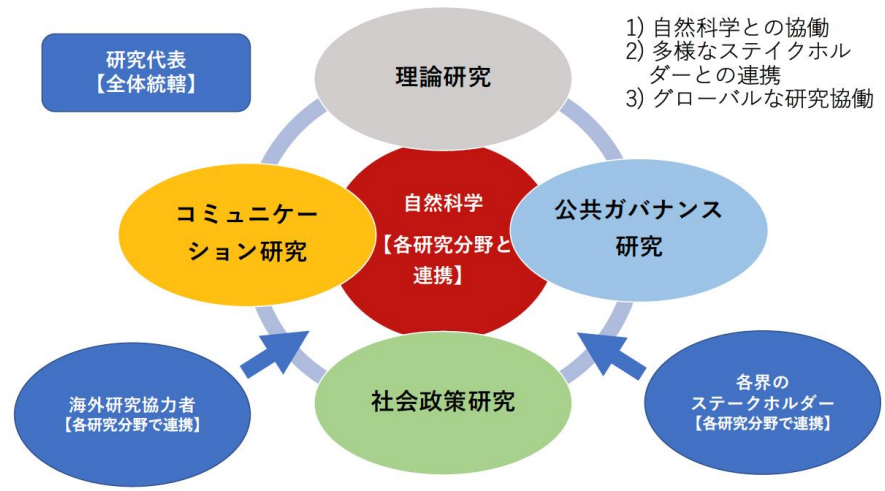 研究代表
【全体統轄】
理論研究
1) 自然科学との協働
2) 多様なステイクホル
ダーとの連携
3) グローバルな研究協働
コミュニケー
ション研究
自然科学
【各研究分野と
連携】
公共ガバナンス
研究
社会政策研究
海外研究協力者
【各研究分野で連携】
各界の
ステークホルダー
【各研究分野で連携】